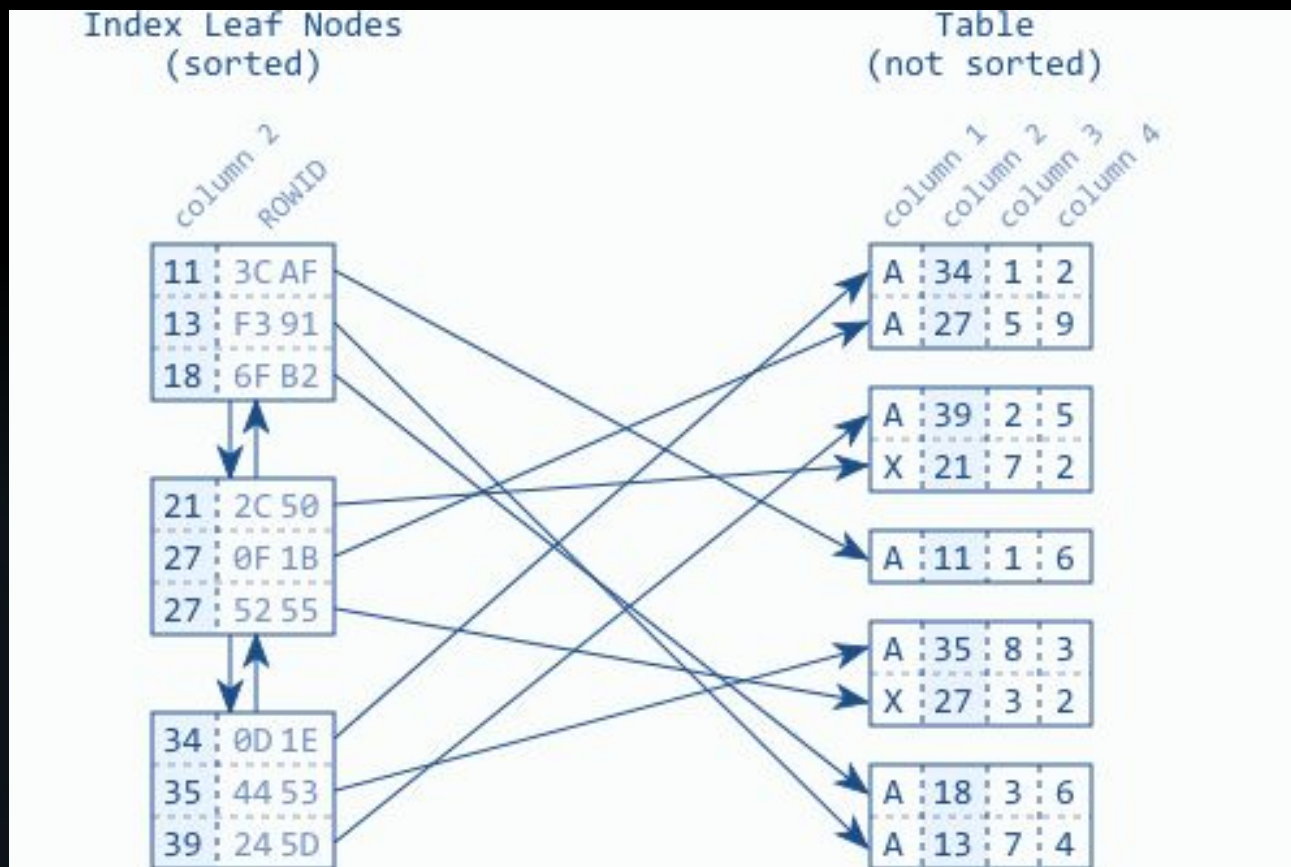 Index Leaf Nodes
(sorted)
column 2
ROWID
11 3C AF
13 F3 91
18 6F B2
21 2C 50
27 0F 1B
27 52 55
34 0D 1E
35 44 53
39 24 5D
Table
(not sorted)
column 1
column 2
column 3
column 4
A 34 1 2
A 27 5 9
A 39 2 5
X 21 7 2
A 11 1 6
A 35 8 3
X 27 3 2
A 18 3 6
A 13 7 4